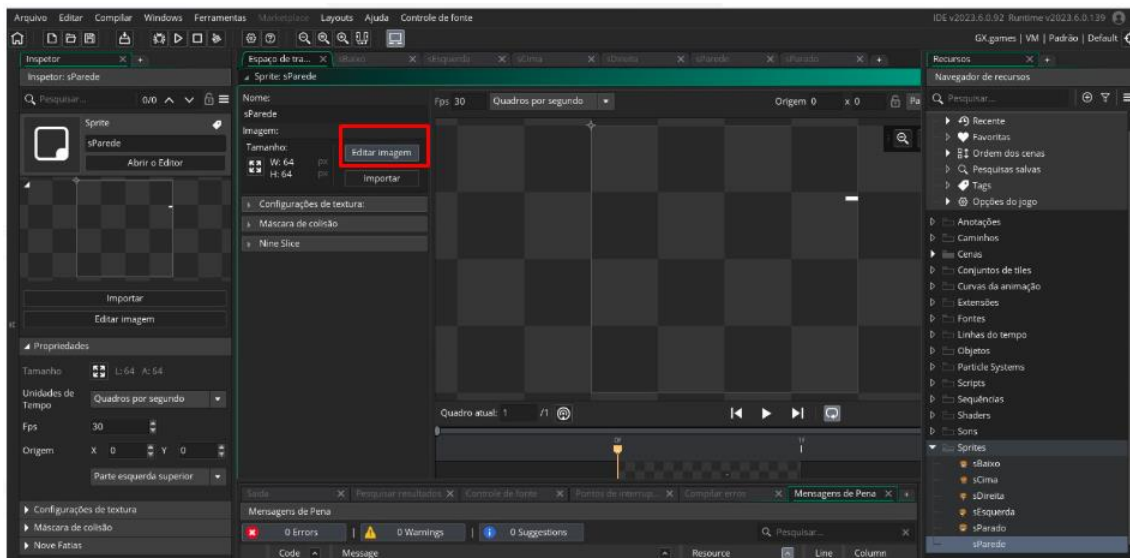 Arquivo Editar Compilar Windows Ferramentas Marketplace Layouts Ajuda Controle de fonte
IDE v2023.6.0.92 Runtime v2023.6.0.139
GX.games | VM | Padrão | Default
Inspetor
Espaço de tra...
sBaixo
sEsquerda
sCima
sDireita
sParede
sParado
Recursos
Inspetor: sParede
Sprite: sParede
Navegador de recursos
Pesquisar...
0/0
Nome:
sParede
Fps 30
Quadros por segundo
Origem 0 x 0
Pa
Pesquisar...
Sprite
sParede
Abrir o Editor
Imagem:
Tamanho:
W: 64 px
H: 64 px
Editar imagem
Importar
Configurações de textura:
Máscara de colisão
Nine Slice
Recente
Favoritas
Ordem dos cenas
Pesquisas salvas
Tags
Opções do jogo
Anotações
Caminhos
Cenas
Conjuntos de tiles
Curvas da animação
Extensões
Fontes
Linhas do tempo
Objetos
Particle Systems
Scripts
Sequências
Shaders
Sons
Sprites
sBaixo
sCima
sDireita
sEsquerda
sParado
sParede
Importar
Editar imagem
Propriedades
Tamanho L: 64 A: 64
Unidades de Tempo
Quadros por segundo
Fps 30
Origem X 0 Y 0
Parte esquerda superior
Configurações de textura
Máscara de colisão
Nove Fatias
Quadro atual: 1 /1
0f
1f
Saída
Pesquisar resultados
Controle de fonte
Pontos de interrup...
Compilar erros
Mensagens de Pena
Mensagens de Pena
0 Errors
0 Warnings
0 Suggestions
Pesquisar...
Code Message Resource Line Column